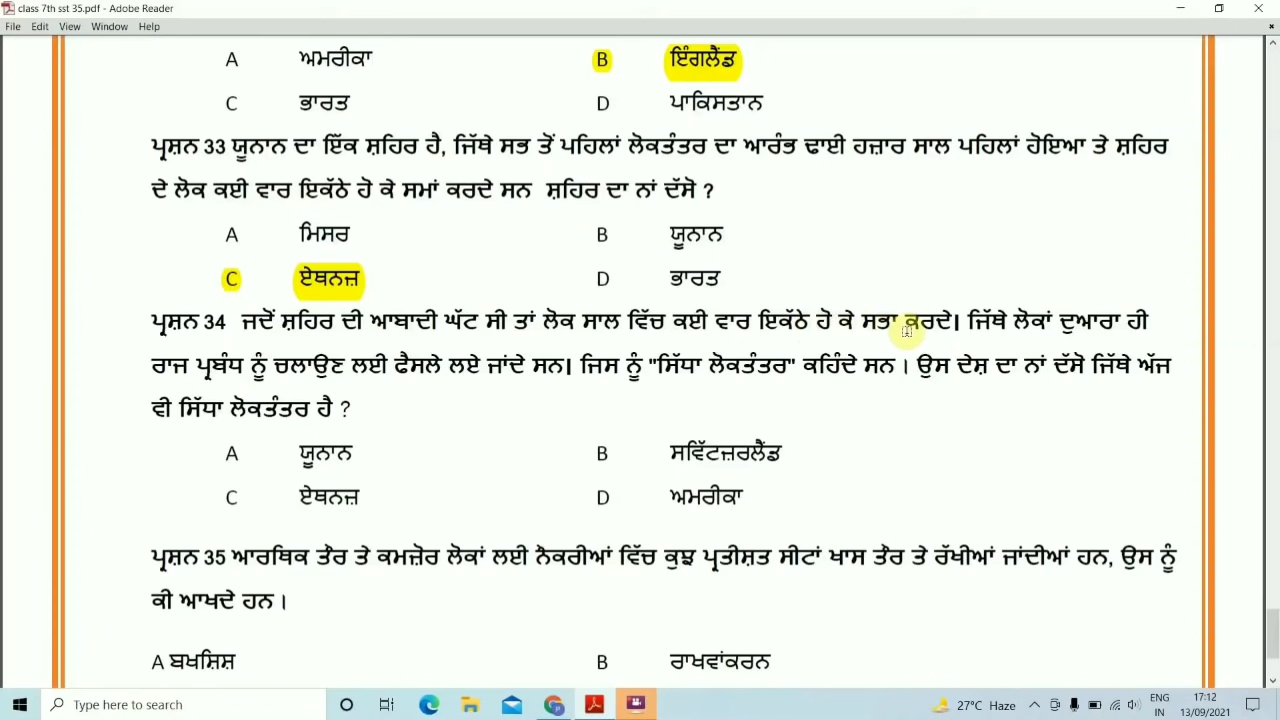 class 7th sst 35.pdf - Adobe Reader
File Edit View Window Help
A ਅਮਰੀਕਾ B ਇੰਗਲੈਂਡ
C ਭਾਰਤ D ਪਾਕਿਸਤਾਨ
ਪ੍ਰਸ਼ਨ 33 ਯੂਨਾਨ ਦਾ ਇੱਕ ਸ਼ਹਿਰ ਹੈ, ਜਿੱਥੇ ਸਭ ਤੋਂ ਪਹਿਲਾਂ ਲੋਕਤੰਤਰ ਦਾ ਆਰੰਭ ਢਾਈ ਹਜ਼ਾਰ ਸਾਲ ਪਹਿਲਾਂ ਹੋਇਆ ਤੇ ਸ਼ਹਿਰ
ਦੇ ਲੋਕ ਕਈ ਵਾਰ ਇਕੱਠੇ ਹੋ ਕੇ ਸਮਾਂ ਕਰਦੇ ਸਨ ਸ਼ਹਿਰ ਦਾ ਨਾਂ ਦੱਸੋ ?
A ਮਿਸਰ B ਯੂਨਾਨ
C ਏਥਨਜ਼ D ਭਾਰਤ
ਪ੍ਰਸ਼ਨ 34 ਜਦੋਂ ਸ਼ਹਿਰ ਦੀ ਆਬਾਦੀ ਘੱਟ ਸੀ ਤਾਂ ਲੋਕ ਸਾਲ ਵਿੱਚ ਕਈ ਵਾਰ ਇਕੱਠੇ ਹੋ ਕੇ ਸਭਾ ਕਰਦੇ। ਜਿੱਥੇ ਲੋਕਾਂ ਦੁਆਰਾ ਹੀ
ਰਾਜ ਪ੍ਰਬੰਧ ਨੂੰ ਚਲਾਉਣ ਲਈ ਫੈਸਲੇ ਲਏ ਜਾਂਦੇ ਸਨ। ਜਿਸ ਨੂੰ "ਸਿੱਧਾ ਲੋਕਤੰਤਰ" ਕਹਿੰਦੇ ਸਨ । ਉਸ ਦੇਸ਼ ਦਾ ਨਾਂ ਦੱਸੋ ਜਿੱਥੇ ਅੱਜ
ਵੀ ਸਿੱਧਾ ਲੋਕਤੰਤਰ ਹੈ ?
A ਯੂਨਾਨ B ਸਵਿੱਟਜ਼ਰਲੈਂਡ
C ਏਥਨਜ਼ D ਅਮਰੀਕਾ
ਪ੍ਰਸ਼ਨ 35 ਆਰਥਿਕ ਤੌਰ ਤੇ ਕਮਜ਼ੋਰ ਲੋਕਾਂ ਲਈ ਨੌਕਰੀਆਂ ਵਿੱਚ ਕੁਝ ਪ੍ਰਤੀਸ਼ਤ ਸੀਟਾਂ ਖਾਸ ਤੌਰ ਤੇ ਰੱਖੀਆਂ ਜਾਂਦੀਆਂ ਹਨ, ਉਸ ਨੂੰ
ਕੀ ਆਖਦੇ ਹਨ ।
A ਬਖਸ਼ਿਸ਼ B ਰਾਖਵਾਂਕਰਨ
Type here to search 27°C Haze ENG 17:12
IN 13/09/2021